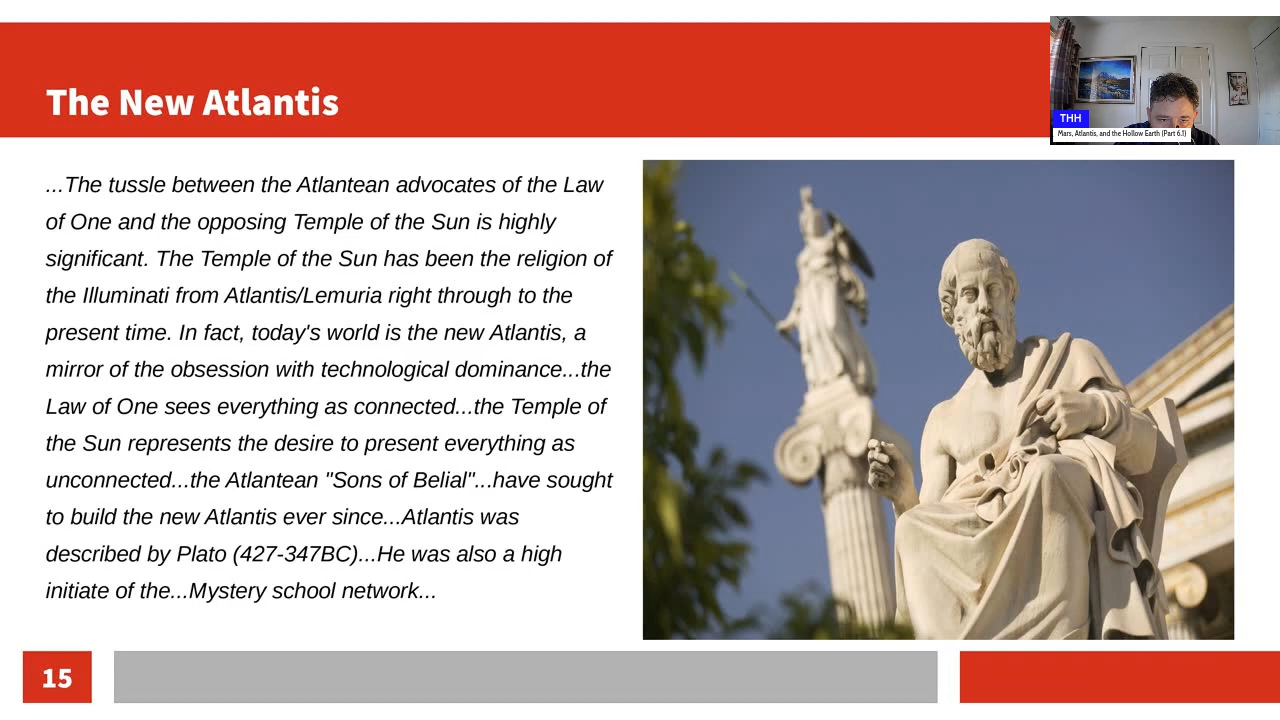 The New Atlantis
THH
Mars, Atlantis, and the Hollow Earth (Part 6.1)
...The tussle between the Atlantean advocates of the Law
of One and the opposing Temple of the Sun is highly
significant. The Temple of the Sun has been the religion of
the Illuminati from Atlantis/Lemuria right through to the
present time. In fact, today's world is the new Atlantis, a
mirror of the obsession with technological dominance...the
Law of One sees everything as connected...the Temple of
the Sun represents the desire to present everything as
unconnected...the Atlantean "Sons of Belial"...have sought
to build the new Atlantis ever since...Atlantis was
described by Plato (427-347BC)...He was also a high
initiate of the...Mystery school network...
15